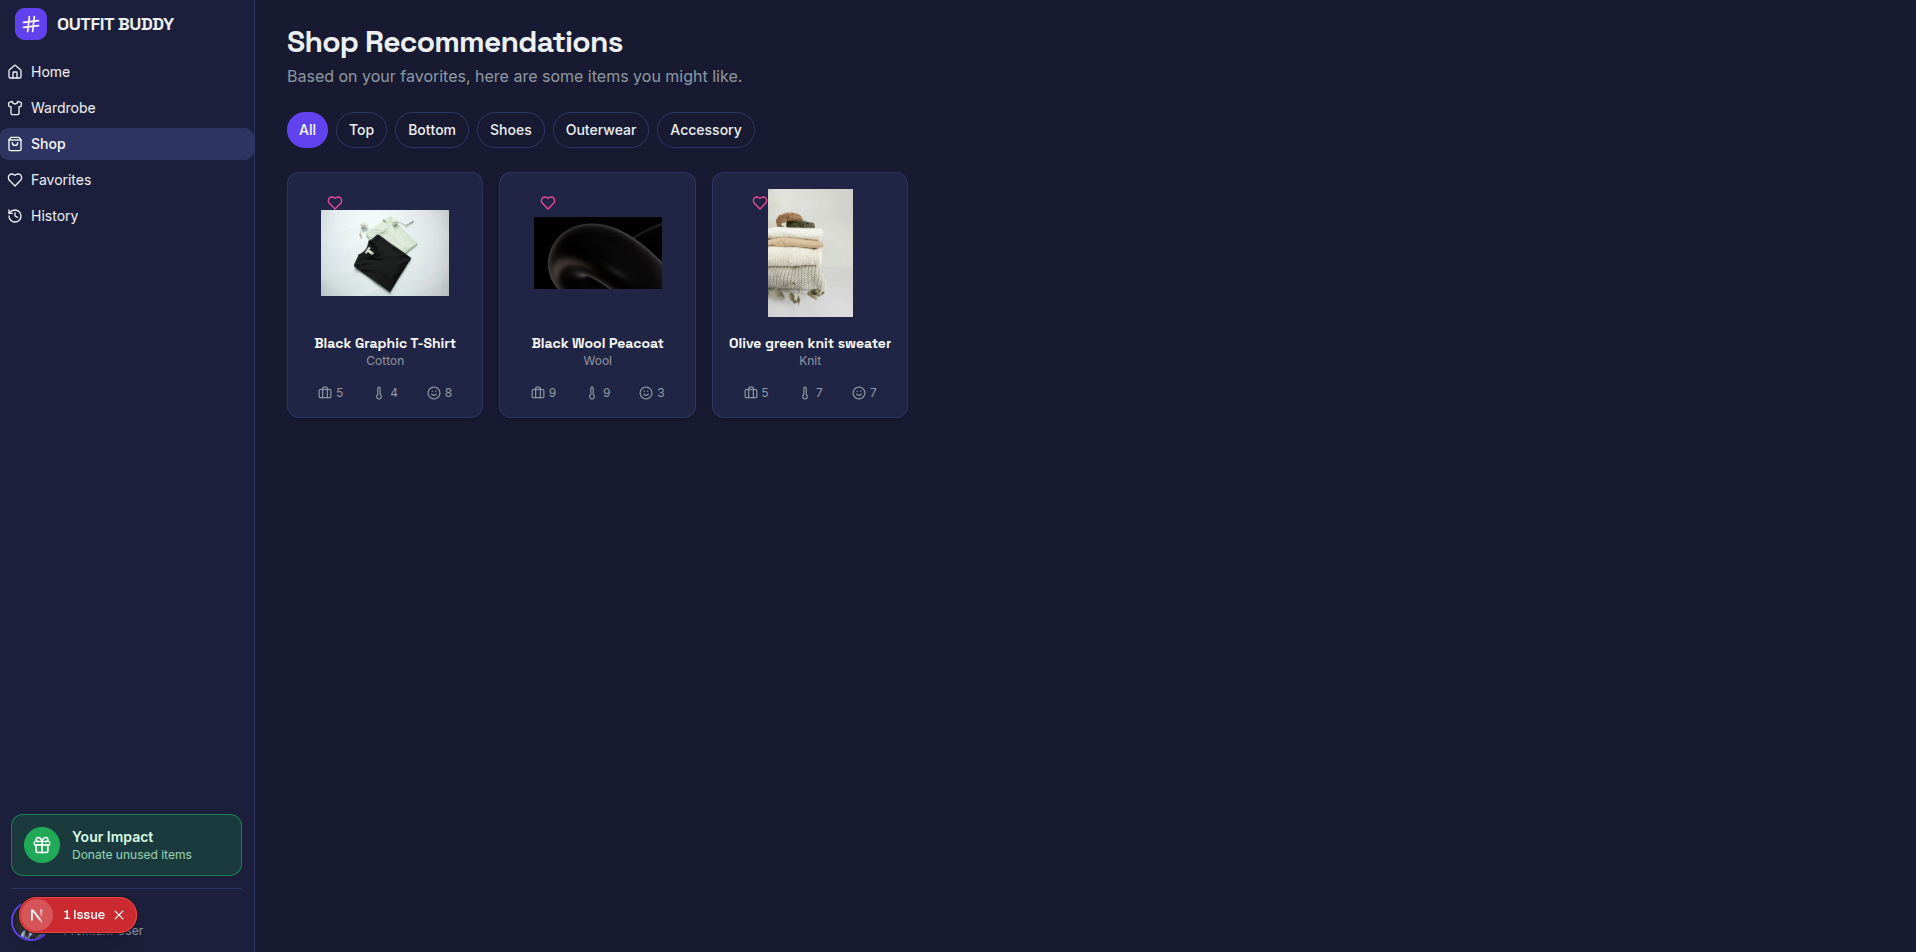 OUTFIT BUDDY
Home
Wardrobe
Shop
Favorites
History
Shop Recommendations
Based on your favorites, here are some items you might like.
All
Top
Bottom
Shoes
Outerwear
Accessory
Black Graphic T-Shirt
Cotton
5
4
8
Black Wool Peacoat
Wool
9
9
3
Olive green knit sweater
Knit
5
7
7
Your Impact
Donate unused items
N
1 Issue